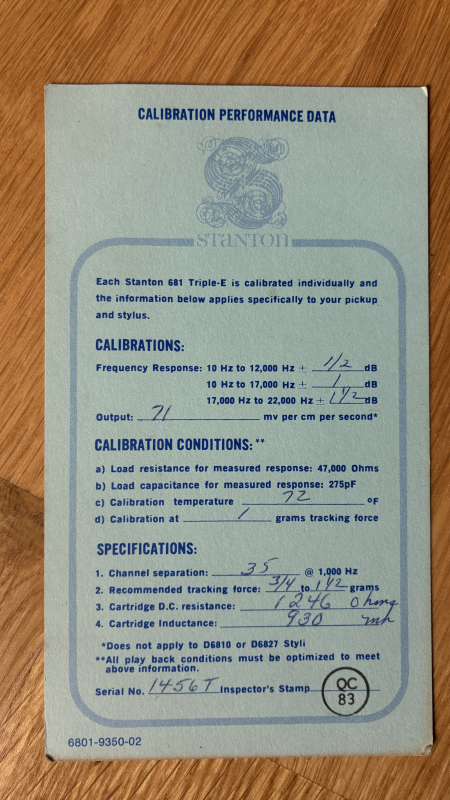 CALIBRATION PERFORMANCE DATA
S
STANTON
Each Stanton 681 Triple-E is calibrated individually and
the information below applies specifically to your pickup
and stylus.
CALIBRATIONS:
Frequency Response: 10 Hz to 12,000 Hz ± 1/2 dB
10 Hz to 17,000 Hz ± 1 dB
17,000 Hz to 22,000 Hz ± 1 1/2 dB
Output: .71 mv per cm per second*
CALIBRATION CONDITIONS:**
a) Load resistance for measured response: 47,000 Ohms
b) Load capacitance for measured response: 275pF
c) Calibration temperature 72 °F
d) Calibration at 1 grams tracking force
SPECIFICATIONS:
1. Channel separation: 35 @ 1,000 Hz
2. Recommended tracking force: 3/4 to 1 1/2 grams
3. Cartridge D.C. resistance: 1246 Ohms
4. Cartridge Inductance: 930 mh
*Does not apply to D6810 or D6827 Styli
**All play back conditions must be optimized to meet
above information.
Serial No. 1456T Inspector's Stamp QC
83
6801-9350-02